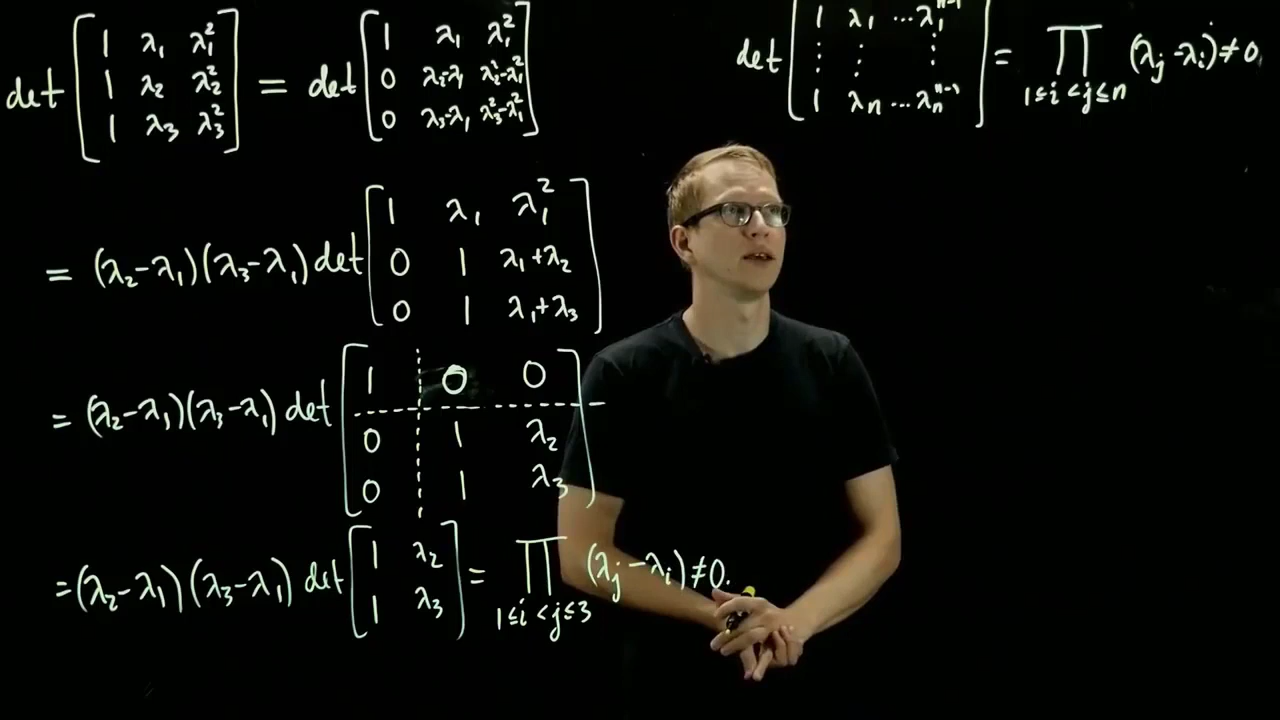 det [1 λ₁ λ₁²; 1 λ₂ λ₂²; 1 λ₃ λ₃²] = det [1 λ₁ λ₁²; 0 λ₂-λ₁ λ₂²-λ₁²; 0 λ₃-λ₁ λ₃²-λ₁²]
= (λ₂-λ₁)(λ₃-λ₁) det [1 λ₁ λ₁²; 0 1 λ₁+λ₂; 0 1 λ₁+λ₃]
= (λ₂-λ₁)(λ₃-λ₁) det [1 0 0; 0 1 λ₂; 0 1 λ₃]
= (λ₂-λ₁)(λ₃-λ₁) det [1 λ₂; 1 λ₃] = ∏ 1≤i<j≤3 (λⱼ-λᵢ) ≠ 0.
det [1 λ₁ ... λ₁ⁿ⁻¹; ⋮ ⋮ ⋮; 1 λₙ ... λₙⁿ⁻¹] = ∏ 1≤i<j≤n (λⱼ-λᵢ) ≠ 0,